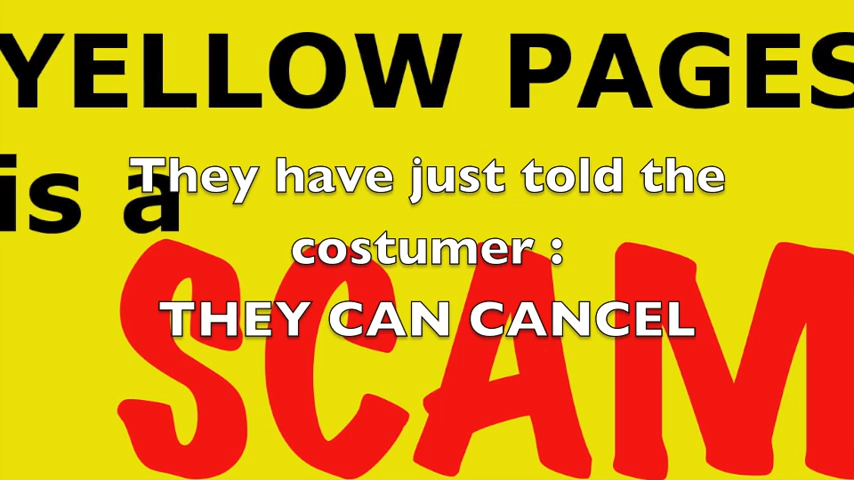 YELLOW PAGES
is a
They have just told the
costumer :
THEY CAN CANCEL
SCAM